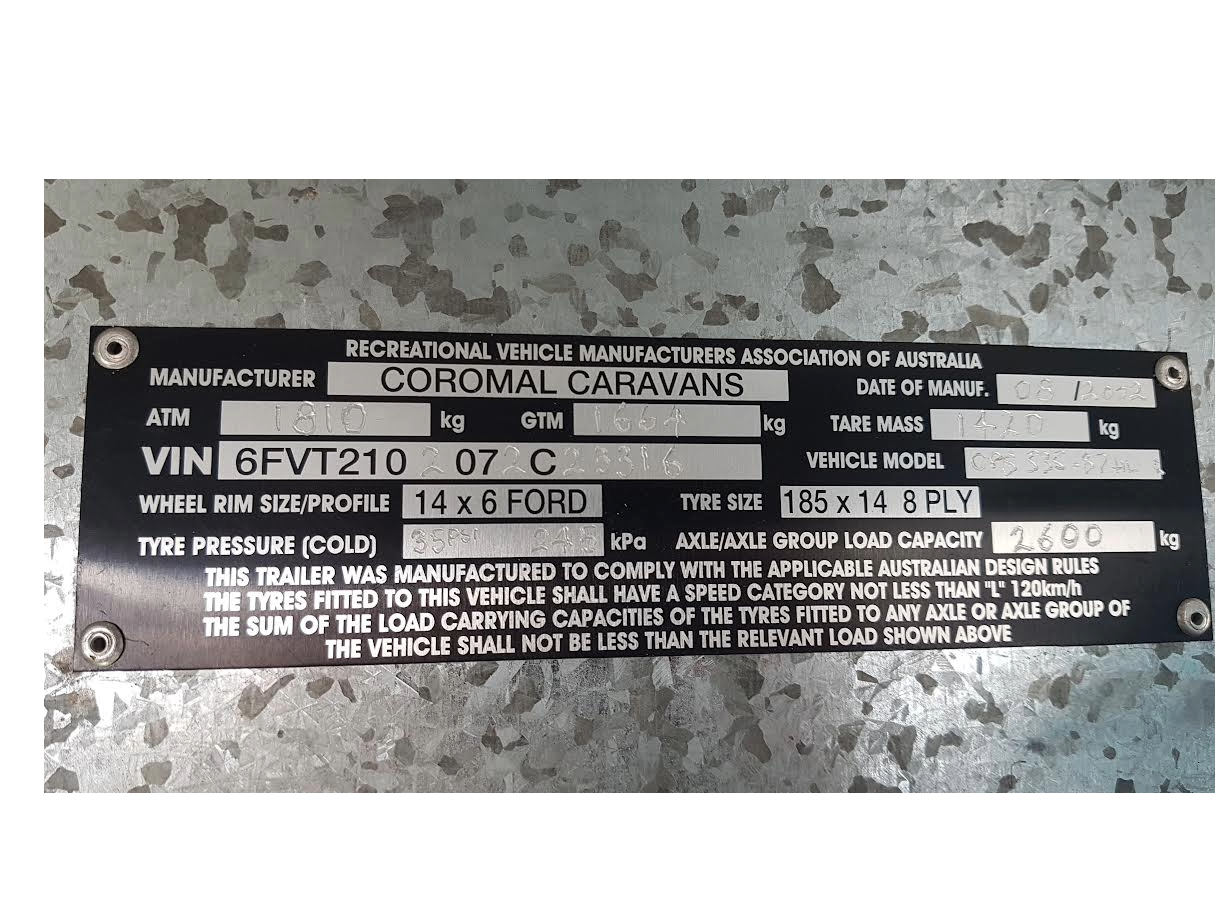 RECREATIONAL VEHICLE MANUFACTURERS ASSOCIATION OF AUSTRALIA
MANUFACTURER COROMAL CARAVANS DATE OF MANUF. 08 /2002
ATM 1810 kg GTM 1664 kg TARE MASS 1420 kg
VIN 6FVT210 2 07 2 C 23316 VEHICLE MODEL
WHEEL RIM SIZE/PROFILE 14 x 6 FORD TYRE SIZE 185 x 14 8 PLY
TYRE PRESSURE (COLD) 35PSI 245 kPa AXLE/AXLE GROUP LOAD CAPACITY 2600 kg
THIS TRAILER WAS MANUFACTURED TO COMPLY WITH THE APPLICABLE AUSTRALIAN DESIGN RULES
THE TYRES FITTED TO THIS VEHICLE SHALL HAVE A SPEED CATEGORY NOT LESS THAN "L" 120km/h
THE SUM OF THE LOAD CARRYING CAPACITIES OF THE TYRES FITTED TO ANY AXLE OR AXLE GROUP OF
THE VEHICLE SHALL NOT BE LESS THAN THE RELEVANT LOAD SHOWN ABOVE